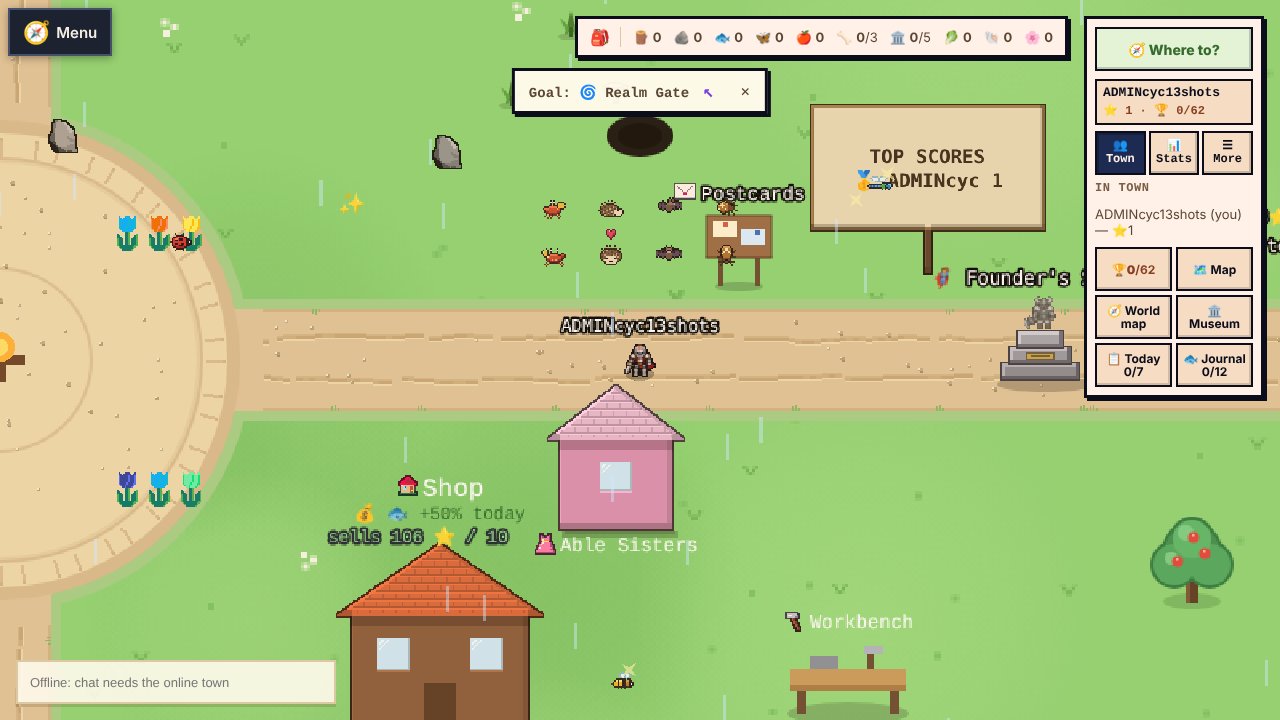 Menu
0 0 0 0 0 0/3 0/5 0 0 0
Goal: Realm Gate ×
Where to?
ADMINcyc13shots
1 · 0/62
Town
Stats
More
IN TOWN
ADMINcyc13shots (you)
— 1
0/62
Map
World
map
Museum
Today
0/7
Journal
0/12
TOP SCORES
ADMINcyc 1
Postcards
Founder's
ADMINcyc13shots
Shop
+50% today
sells 106 / 10
Able Sisters
Workbench
Offline: chat needs the online town